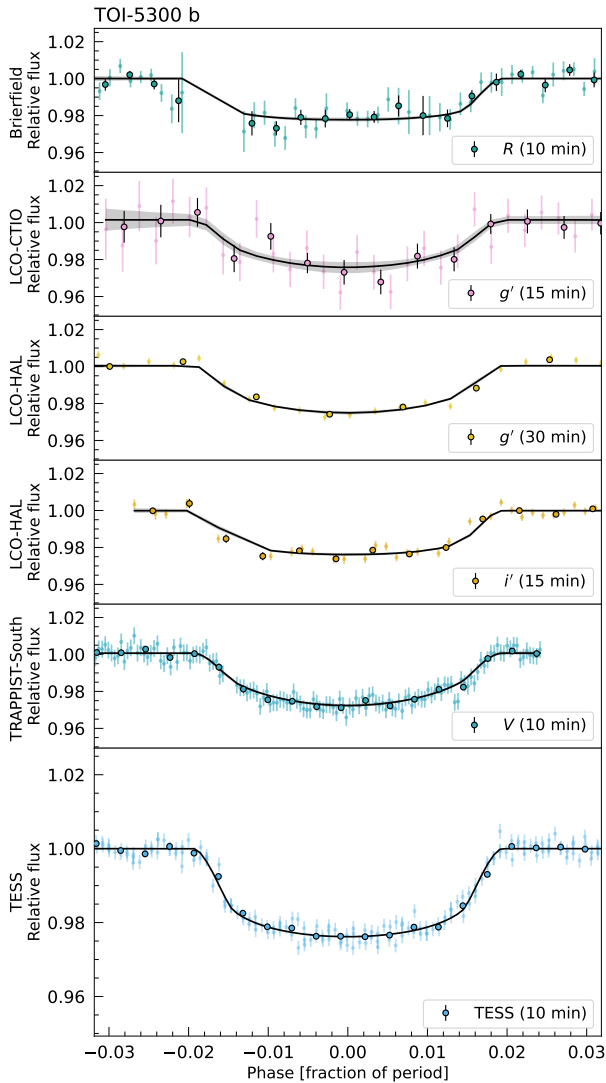 TOI-5300 b
1.02
1.00
0.98
0.96
Brierfield
Relative flux
R (10 min)
1.02
1.00
0.98
0.96
LCO-CTIO
Relative flux
g′ (15 min)
1.02
1.00
0.98
0.96
LCO-HAL
Relative flux
g′ (30 min)
1.02
1.00
0.98
0.96
LCO-HAL
Relative flux
i′ (15 min)
1.02
1.00
0.98
0.96
TRAPPIST-South
Relative flux
V (10 min)
1.02
1.00
0.98
0.96
TESS
Relative flux
TESS (10 min)
−0.03 −0.02 −0.01 0.00 0.01 0.02 0.03
Phase [fraction of period]